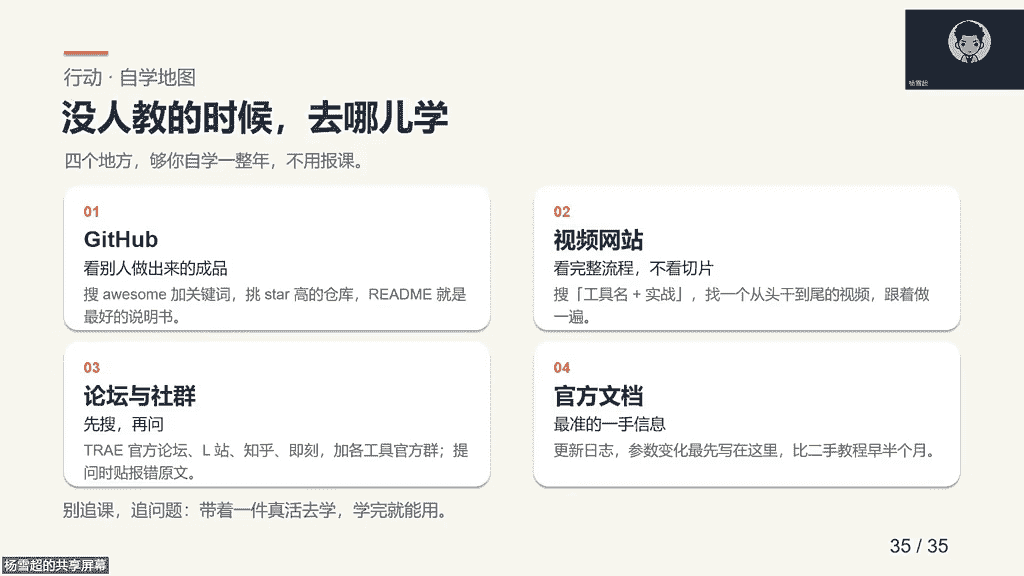 杨雪超
行动 · 自学地图
没人教的时候，去哪儿学
四个地方，够你自学一整年，不用报课。
01
GitHub
看别人做出来的成品
搜 awesome 加关键词，挑 star 高的仓库，README 就是
最好的说明书。
02
视频网站
看完整流程，不看切片
搜「工具名 + 实战」，找一个从头干到尾的视频，跟着做
一遍。
03
论坛与社群
先搜，再问
TRAE 官方论坛、L 站、知乎、即刻，加各工具官方群；提
问时贴报错原文。
04
官方文档
最准的一手信息
更新日志，参数变化最先写在这里，比二手教程早半个月。
别追课，追问题：带着一件真活去学，学完就能用。
35 / 35
杨雪超的共享屏幕